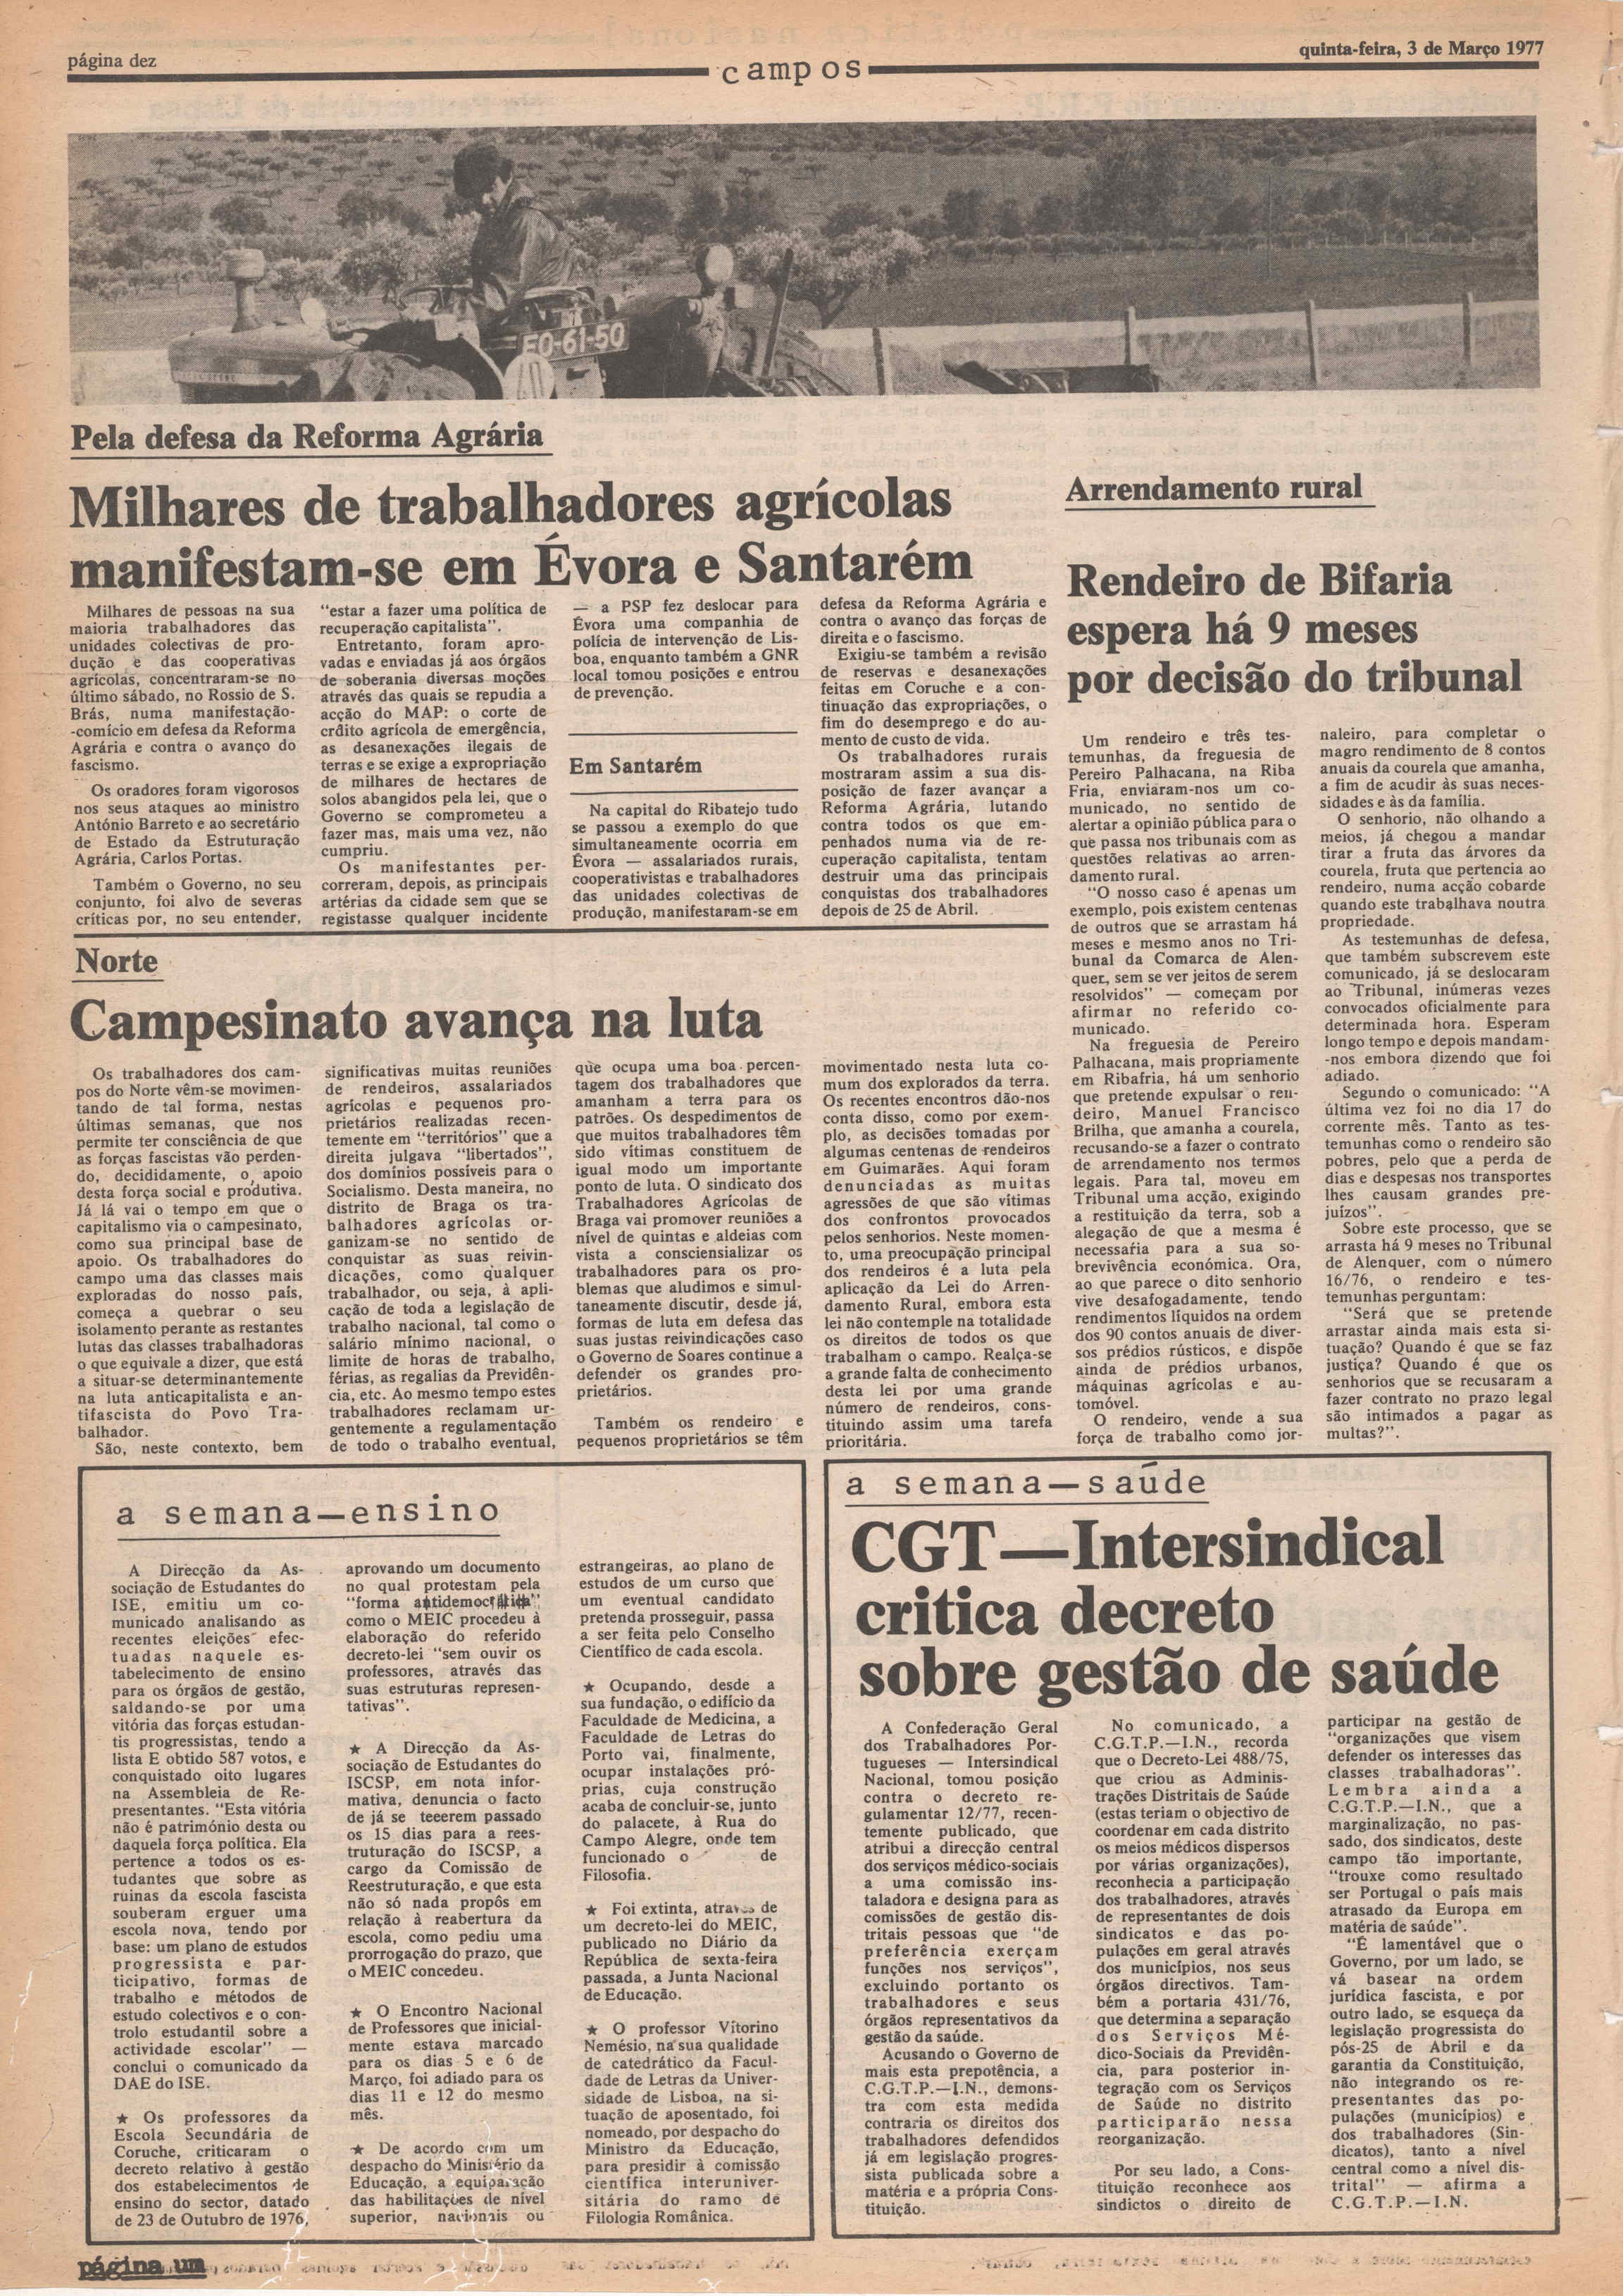 página dez
campos
quinta-feira, 3 de Março 1977
EO-61-50
Pela defesa da Reforma Agrária
Milhares de trabalhadores agrícolas
manifestam-se em Évora e Santarém
Milhares de pessoas na sua
maioria trabalhadores das
unidades colectivas de pro-
dução e das cooperativas
agrícolas, concentraram-se no
último sábado, no Rossio de S.
Brás, numa manifestação-
-comício em defesa da Reforma
Agrária e contra o avanço do
fascismo.
Os oradores foram vigorosos
nos seus ataques ao ministro
António Barreto e ao secretário
de Estado da Estruturação
Agrária, Carlos Portas.
Também o Governo, no seu
conjunto, foi alvo de severas
críticas por, no seu entender,
"estar a fazer uma política de
recuperação capitalista".
Entretanto, foram apro-
vadas e enviadas já aos órgãos
de soberania diversas moções
através das quais se repudia a
acção do MAP: o corte de
crdito agrícola de emergência,
as desanexações ilegais de
terras e se exige a expropriação
de milhares de hectares de
solos abangidos pela lei, que o
Governo se comprometeu a
fazer mas, mais uma vez, não
cumpriu.
Os manifestantes per-
correram, depois, as principais
artérias da cidade sem que se
registasse qualquer incidente
— a PSP fez deslocar para
Évora uma companhia de
polícia de intervenção de Lis-
boa, enquanto também a GNR
local tomou posições e entrou
de prevenção.
Em Santarém
Na capital do Ribatejo tudo
se passou a exemplo do que
simultaneamente ocorria em
Évora — assalariados rurais,
cooperativistas e trabalhadores
das unidades colectivas de
produção, manifestaram-se em
defesa da Reforma Agrária e
contra o avanço das forças de
direita e o fascismo.
Exigiu-se também a revisão
de reservas e desanexações
feitas em Coruche e a con-
tinuação das expropriações, o
fim do desemprego e do au-
mento de custo de vida.
Os trabalhadores rurais
mostraram assim a sua dis-
posição de fazer avançar a
Reforma Agrária, lutando
contra todos os que em-
penhados numa via de re-
cuperação capitalista, tentam
destruir uma das principais
conquistas dos trabalhadores
depois de 25 de Abril.
Arrendamento rural
Rendeiro de Bifaria
espera há 9 meses
por decisão do tribunal
Um rendeiro e três tes-
temunhas, da freguesia de
Pereiro Palhacana, na Riba
Fria, enviaram-nos um co-
municado, no sentido de
alertar a opinião pública para o
que passa nos tribunais com as
questões relativas ao arren-
damento rural.
"O nosso caso é apenas um
exemplo, pois existem centenas
de outros que se arrastam há
meses e mesmo anos no Tri-
bunal da Comarca de Alen-
quer, sem se ver jeitos de serem
resolvidos" — começam por
afirmar no referido co-
municado.
Na freguesia de Pereiro
Palhacana, mais propriamente
em Ribafria, há um senhorio
que pretende expulsar o ren-
deiro, Manuel Francisco
Brilha, que amanha a courela,
recusando-se a fazer o contrato
de arrendamento nos termos
legais. Para tal, moveu em
Tribunal uma acção, exigindo
a restituição da terra, sob a
alegação de que a mesma é
necessária para a sua so-
brevivência económica. Ora,
ao que parece o dito senhorio
vive desafogadamente, tendo
rendimentos líquidos na ordem
dos 90 contos anuais de diver-
sos prédios rústicos, e dispõe
ainda de prédios urbanos,
máquinas agrícolas e au-
tomóvel.
O rendeiro, vende a sua
força de trabalho como jor-
naleiro, para completar o
magro rendimento de 8 contos
anuais da courela que amanha,
a fim de acudir às suas neces-
sidades e às da família.
O senhorio, não olhando a
meios, já chegou a mandar
tirar a fruta das árvores da
courela, fruta que pertencia ao
rendeiro, numa acção cobarde
quando este trabalhava noutra
propriedade.
As testemunhas de defesa,
que também subscrevem este
comunicado, já se deslocaram
ao Tribunal, inúmeras vezes
convocados oficialmente para
determinada hora. Esperam
longo tempo e depois mandam-
-nos embora dizendo que foi
adiado.
Segundo o comunicado: "A
última vez foi no dia 17 do
corrente mês. Tanto as tes-
temunhas como o rendeiro são
pobres, pelo que a perda de
dias e despesas nos transportes
lhes causam grandes pre-
juízos".
Sobre este processo, que se
arrasta há 9 meses no Tribunal
de Alenquer, com o número
16/76, o rendeiro e tes-
temunhas perguntam:
"Será que se pretende
arrastar ainda mais esta si-
tuação? Quando é que se faz
justiça? Quando é que os
senhorios que se recusaram a
fazer contrato no prazo legal
são intimados a pagar as
multas?".
Norte
Campesinato avança na luta
Os trabalhadores dos cam-
pos do Norte vêm-se movimen-
tando de tal forma, nestas
últimas semanas, que nos
permite ter consciência de que
as forças fascistas vão perden-
do, decididamente, o apoio
desta força social e produtiva.
Já lá vai o tempo em que o
capitalismo via o campesinato,
como sua principal base de
apoio. Os trabalhadores do
campo uma das classes mais
exploradas do nosso país,
começa a quebrar o seu
isolamento perante as restantes
lutas das classes trabalhadoras
o que equivale a dizer, que está
a situar-se determinantemente
na luta anticapitalista e an-
tifascista do Povo Tra-
balhador.
São, neste contexto, bem
significativas muitas reuniões
de rendeiros, assalariados
agrícolas e pequenos pro-
prietários realizadas recen-
temente em "territórios" que a
direita julgava "libertados",
dos domínios possíveis para o
Socialismo. Desta maneira, no
distrito de Braga os tra-
balhadores agrícolas or-
ganizam-se no sentido de
conquistar as suas reivin-
dicações, como qualquer
trabalhador, ou seja, à apli-
cação de toda a legislação de
trabalho nacional, tal como o
salário mínimo nacional, o
limite de horas de trabalho,
férias, as regalias da Previdên-
cia, etc. Ao mesmo tempo estes
trabalhadores reclamam ur-
gentemente a regulamentação
de todo o trabalho eventual,
que ocupa uma boa percen-
tagem dos trabalhadores que
amanham a terra para os
patrões. Os despedimentos de
que muitos trabalhadores têm
sido vítimas constituem de
igual modo um importante
ponto de luta. O sindicato dos
Trabalhadores Agrícolas de
Braga vai promover reuniões a
nível de quintas e aldeias com
vista a consciensializar os
trabalhadores para os pro-
blemas que aludimos e simul-
taneamente discutir, desde já,
formas de luta em defesa das
suas justas reivindicações caso
o Governo de Soares continue a
defender os grandes pro-
prietários.
Também os rendeiro e
pequenos proprietários se têm
movimentado nesta luta co-
mum dos explorados da terra.
Os recentes encontros dão-nos
conta disso, como por exem-
plo, as decisões tomadas por
algumas centenas de rendeiros
em Guimarães. Aqui foram
denunciadas as muitas
agressões de que são vítimas
dos confrontos provocados
pelos senhorios. Neste momen-
to, uma preocupação principal
dos rendeiros é a luta pela
aplicação da Lei do Arren-
damento Rural, embora esta
lei não contemple na totalidade
os direitos de todos os que
trabalham o campo. Realça-se
a grande falta de conhecimento
desta lei por uma grande
número de rendeiros, cons-
tituindo assim uma tarefa
prioritária.
a semana—ensino
A Direcção da As-
sociação de Estudantes do
ISE, emitiu um co-
municado analisando as
recentes eleições efec-
tuadas naquele es-
tabelecimento de ensino
para os órgãos de gestão,
saldando-se por uma
vitória das forças estudan-
tis progressistas, tendo a
lista E obtido 587 votos, e
conquistado oito lugares
na Assembleia de Re-
presentantes. "Esta vitória
não é património desta ou
daquela força política. Ela
pertence a todos os es-
tudantes que sobre as
ruinas da escola fascista
souberam erguer uma
escola nova, tendo por
base: um plano de estudos
progressista e par-
ticipativo, formas de
trabalho e métodos de
estudo colectivos e o con-
trolo estudantil sobre a
actividade escolar" —
conclui o comunicado da
DAE do ISE.
★ Os professores da
Escola Secundária de
Coruche, criticaram o
decreto relativo à gestão
dos estabelecimentos de
ensino do sector, datado
de 23 de Outubro de 1976,
aprovando um documento
no qual protestam pela
"forma antidemocrática"
como o MEIC procedeu à
elaboração do referido
decreto-lei "sem ouvir os
professores, através das
suas estruturas represen-
tativas".
★ A Direcção da As-
sociação de Estudantes do
ISCSP, em nota infor-
mativa, denuncia o facto
de já se teeerem passado
os 15 dias para a rees-
truturação do ISCSP, a
cargo da Comissão de
Reestruturação, e que esta
não só nada propôs em
relação à reabertura da
escola, como pediu uma
prorrogação do prazo, que
o MEIC concedeu.
★ O Encontro Nacional
de Professores que inicial-
mente estava marcado
para os dias 5 e 6 de
Março, foi adiado para os
dias 11 e 12 do mesmo
mês.
★ De acordo com um
despacho do Ministério da
Educação, a equiparação
das habilitações de nível
superior, nacionais ou
estrangeiras, ao plano de
estudos de um curso que
um eventual candidato
pretenda prosseguir, passa
a ser feita pelo Conselho
Científico de cada escola.
★ Ocupando, desde a
sua fundação, o edifício da
Faculdade de Medicina, a
Faculdade de Letras do
Porto vai, finalmente,
ocupar instalações pró-
prias, cuja construção
acaba de concluir-se, junto
do palacete, à Rua do
Campo Alegre, onde tem
funcionado o de
Filosofia.
★ Foi extinta, através de
um decreto-lei do MEIC,
publicado no Diário da
República de sexta-feira
passada, a Junta Nacional
de Educação.
★ O professor Vitorino
Nemésio, na sua qualidade
de catedrático da Facul-
dade de Letras da Univer-
sidade de Lisboa, na si-
tuação de aposentado, foi
nomeado, por despacho do
Ministro da Educação,
para presidir à comissão
científica interuniver-
sitária do ramo de
Filologia Românica.
a semana—saúde
CGT—Intersindical
critica decreto
sobre gestão de saúde
A Confederação Geral
dos Trabalhadores Por-
tugueses — Intersindical
Nacional, tomou posição
contra o decreto re-
gulamentar 12/77, recen-
temente publicado, que
atribui a direcção central
dos serviços médico-sociais
a uma comissão ins-
taladora e designa para as
comissões de gestão dis-
tritais pessoas que "de
preferência exerçam
funções nos serviços",
excluindo portanto os
trabalhadores e seus
órgãos representativos da
gestão da saúde.
Acusando o Governo de
mais esta prepotência, a
C.G.T.P.—I.N., demons-
tra com esta medida
contraria os direitos dos
trabalhadores defendidos
já em legislação progres-
sista publicada sobre a
matéria e a própria Cons-
tituição.
No comunicado, a
C.G.T.P.—I.N., recorda
que o Decreto-Lei 488/75,
que criou as Adminis-
trações Distritais de Saúde
(estas teriam o objectivo de
coordenar em cada distrito
os meios médicos dispersos
por várias organizações),
reconhecia a participação
dos trabalhadores, através
de representantes de dois
sindicatos e das po-
pulações em geral através
dos municípios, nos seus
órgãos directivos. Tam-
bém a portaria 431/76,
que determina a separação
dos Serviços Mé-
dico-Sociais da Previdên-
cia, para posterior in-
tegração com os Serviços
de Saúde no distrito
participarão nessa
reorganização.
Por seu lado, a Cons-
tituição reconhece aos
sindictos o direito de
participar na gestão de
"organizações que visem
defender os interesses das
classes trabalhadoras".
Lembra ainda a
C.G.T.P.—I.N., que a
marginalização, no pas-
sado, dos sindicatos, deste
campo tão importante,
"trouxe como resultado
ser Portugal o país mais
atrasado da Europa em
matéria de saúde".
"É lamentável que o
Governo, por um lado, se
vá basear na ordem
jurídica fascista, e por
outro lado, se esqueça da
legislação progressista do
pós-25 de Abril e da
garantia da Constituição,
não integrando os re-
presentantes das po-
pulações (municípios) e
dos trabalhadores (Sin-
dicatos), tanto a nível
central como a nível dis-
trital" — afirma a
C.G.T.P.—I.N.
página um